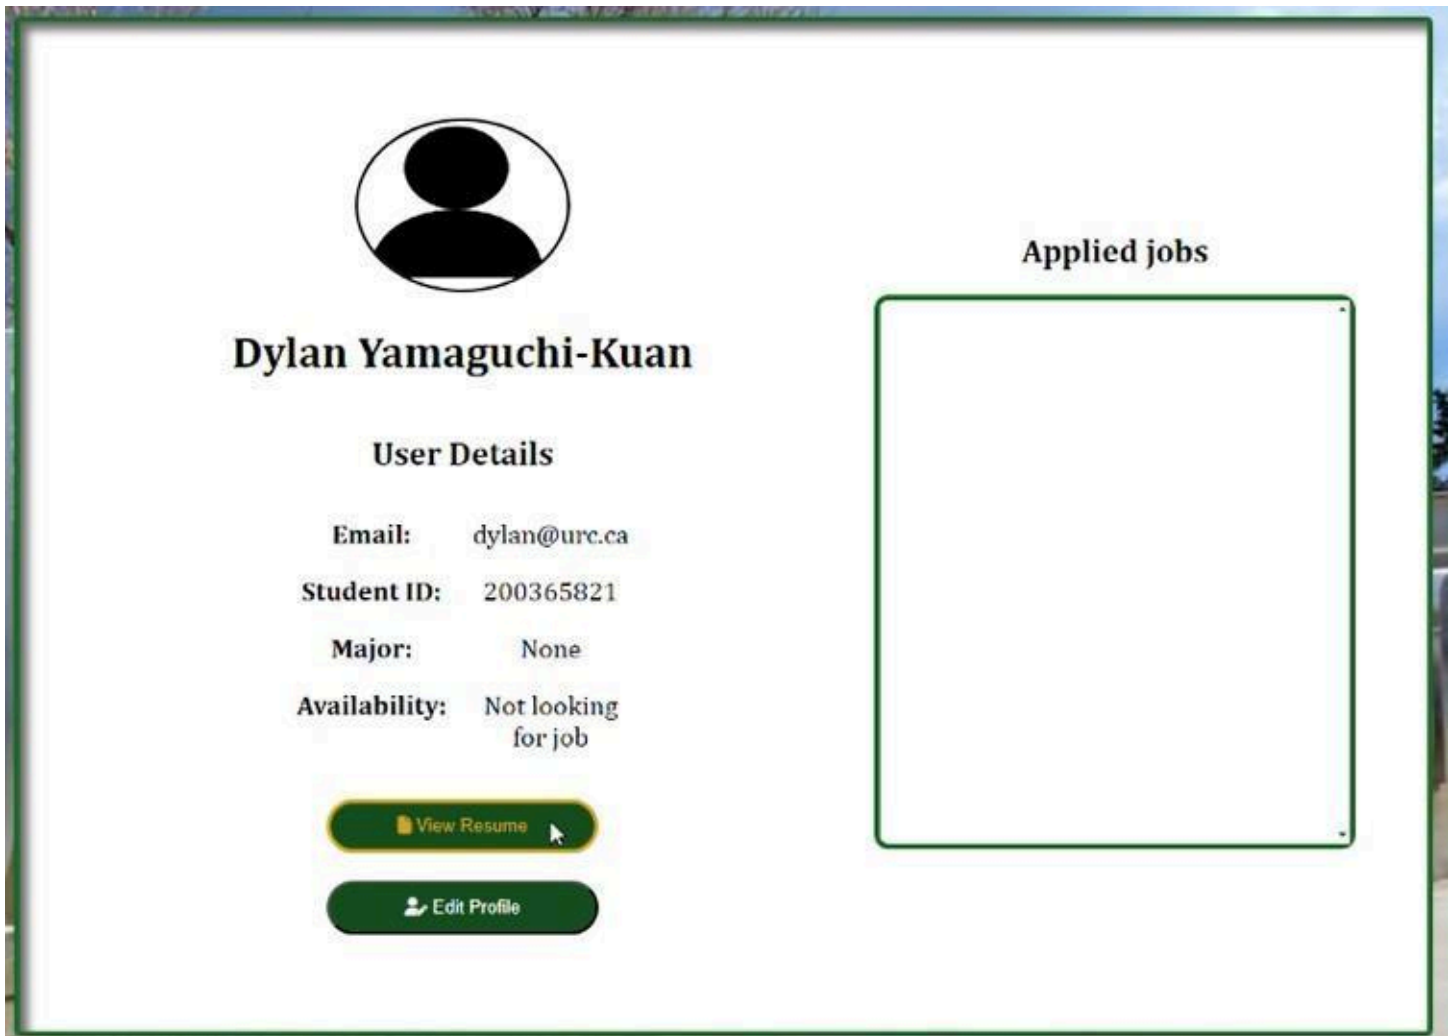 Dylan Yamaguchi-Kuan
User Details
Email: dylan@urc.ca
Student ID: 200365821
Major: None
Availability: Not looking
for job
View Resume
Edit Profile
Applied jobs